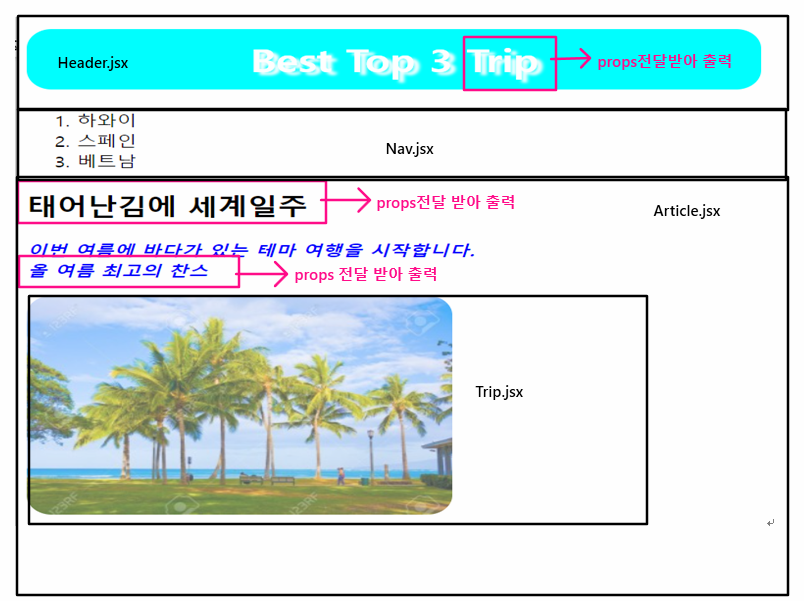 Header.jsx
Best Top 3 Trip
props전달받아 출력
1. 하와이
2. 스페인
3. 베트남
Nav.jsx
태어난김에 세계일주
props전달 받아 출력
Article.jsx
이번 여름에 바다가 있는 테마 여행을 시작합니다.
올 여름 최고의 찬스
props 전달 받아 출력
123RF
Trip.jsx
123RF
123RF